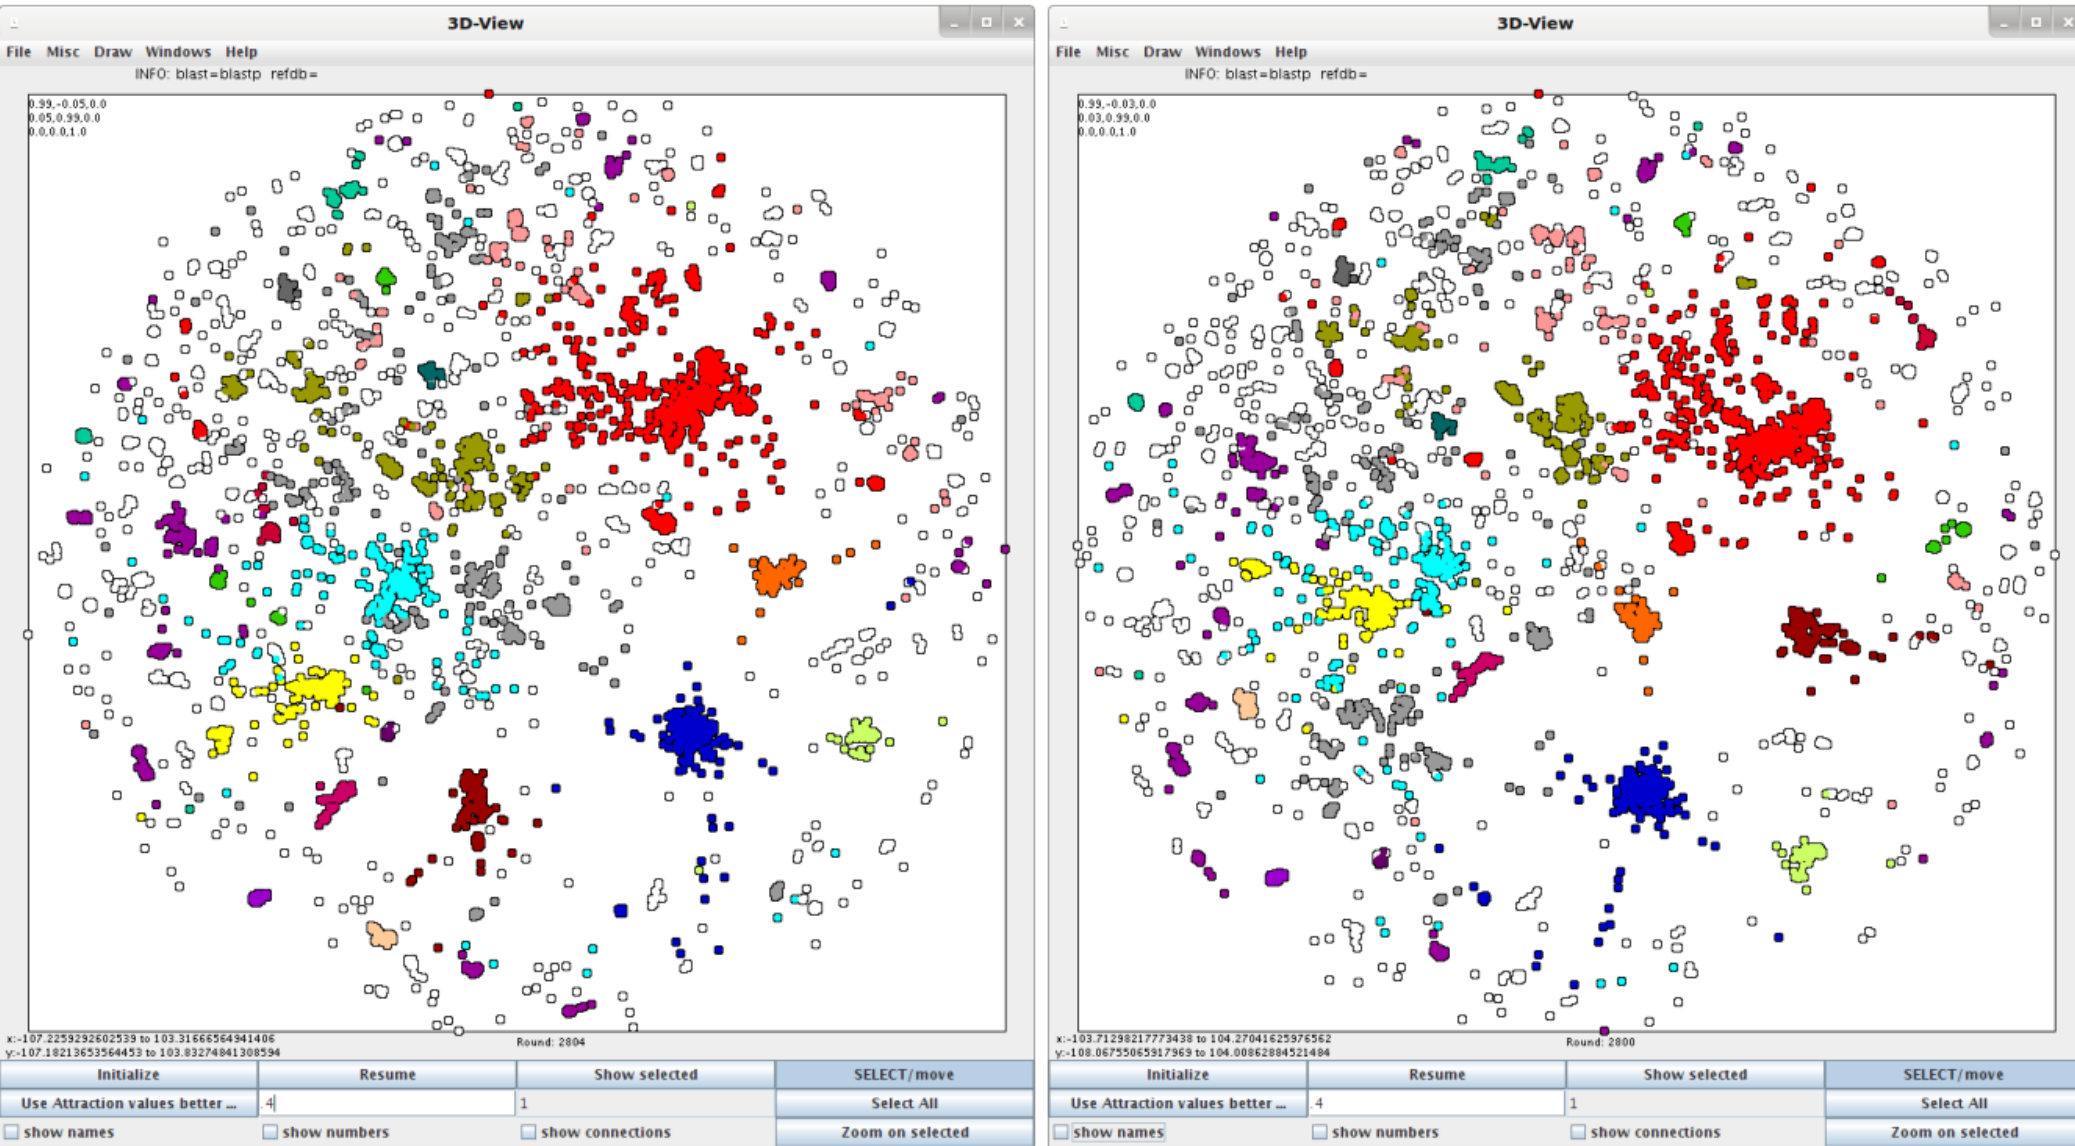 3D-View
File Misc Draw Windows Help
INFO: blast=blastp refdb=
0.99,-0.05,0.0
0.05,0.99,0.0
0.0,0.0,1.0
x:-107.2259292602539 to 103.31666564941406
y:-107.18213653564453 to 103.83274841308594
Round: 2804
Initialize Resume Show selected SELECT/move
Use Attraction values better ... .4 1 Select All
show names show numbers show connections Zoom on selected
3D-View
File Misc Draw Windows Help
INFO: blast=blastp refdb=
0.99,-0.03,0.0
0.03,0.99,0.0
0.0,0.0,1.0
x:-103.71298217773438 to 104.27041625976562
y:-108.06755065917969 to 104.00862884521484
Round: 2800
Initialize Resume Show selected SELECT/move
Use Attraction values better ... .4 1 Select All
show names show numbers show connections Zoom on selected